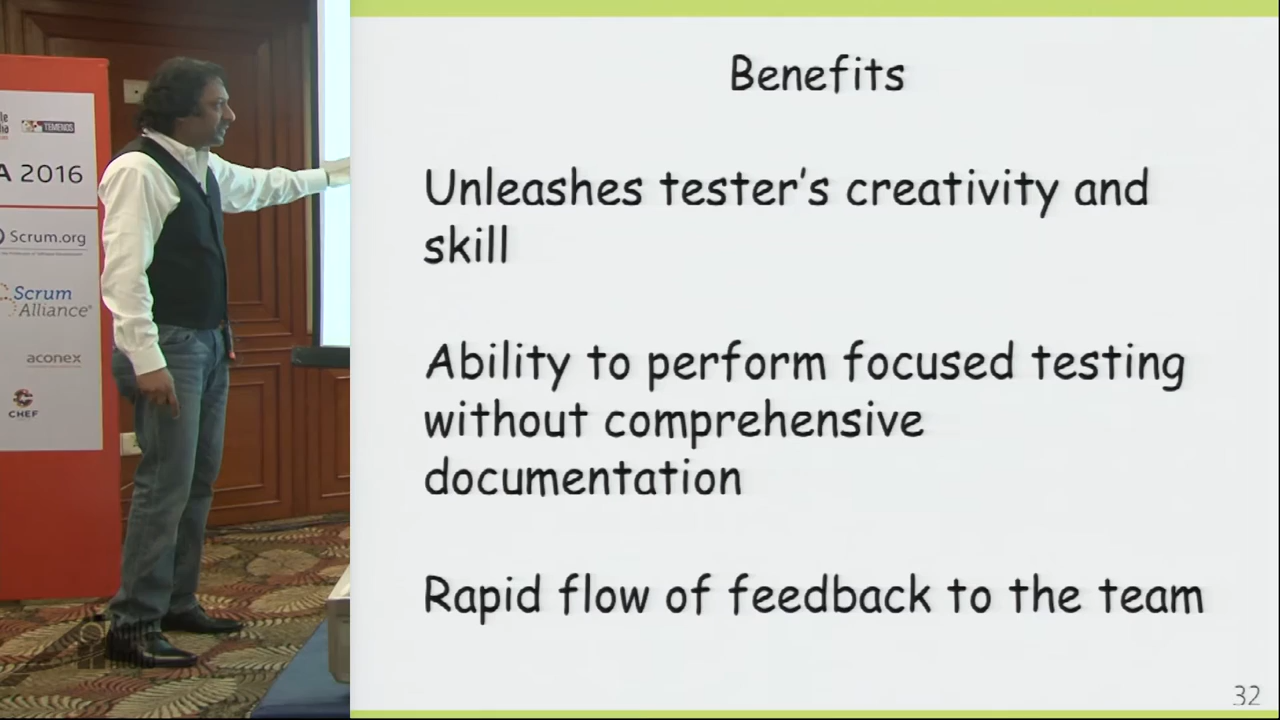 TEMENOS
A 2016
Scrum.org
Scrum
Alliance
aconex
CHEF
Benefits
Unleashes tester's creativity and
skill
Ability to perform focused testing
without comprehensive
documentation
Rapid flow of feedback to the team
32